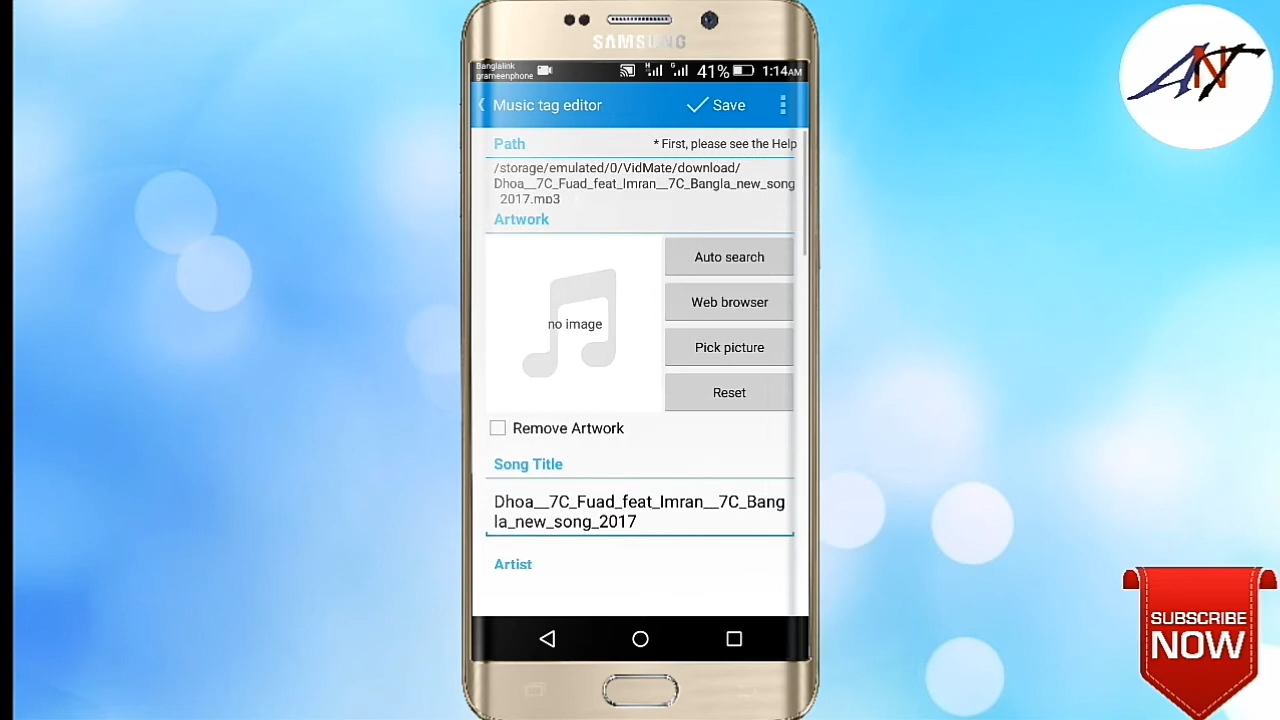 SAMSUNG
Banglalink
grameenphone
H
G
41%
1:14AM
Music tag editor
Save
Path
* First, please see the Help
/storage/emulated/0/VidMate/download/
Dhoa__7C_Fuad_feat_Imran__7C_Bangla_new_song
_2017.mp3
Artwork
no image
Auto search
Web browser
Pick picture
Reset
Remove Artwork
Song Title
Dhoa__7C_Fuad_feat_Imran__7C_Bang
la_new_song_2017
Artist
ANT
SUBSCRIBE
NOW